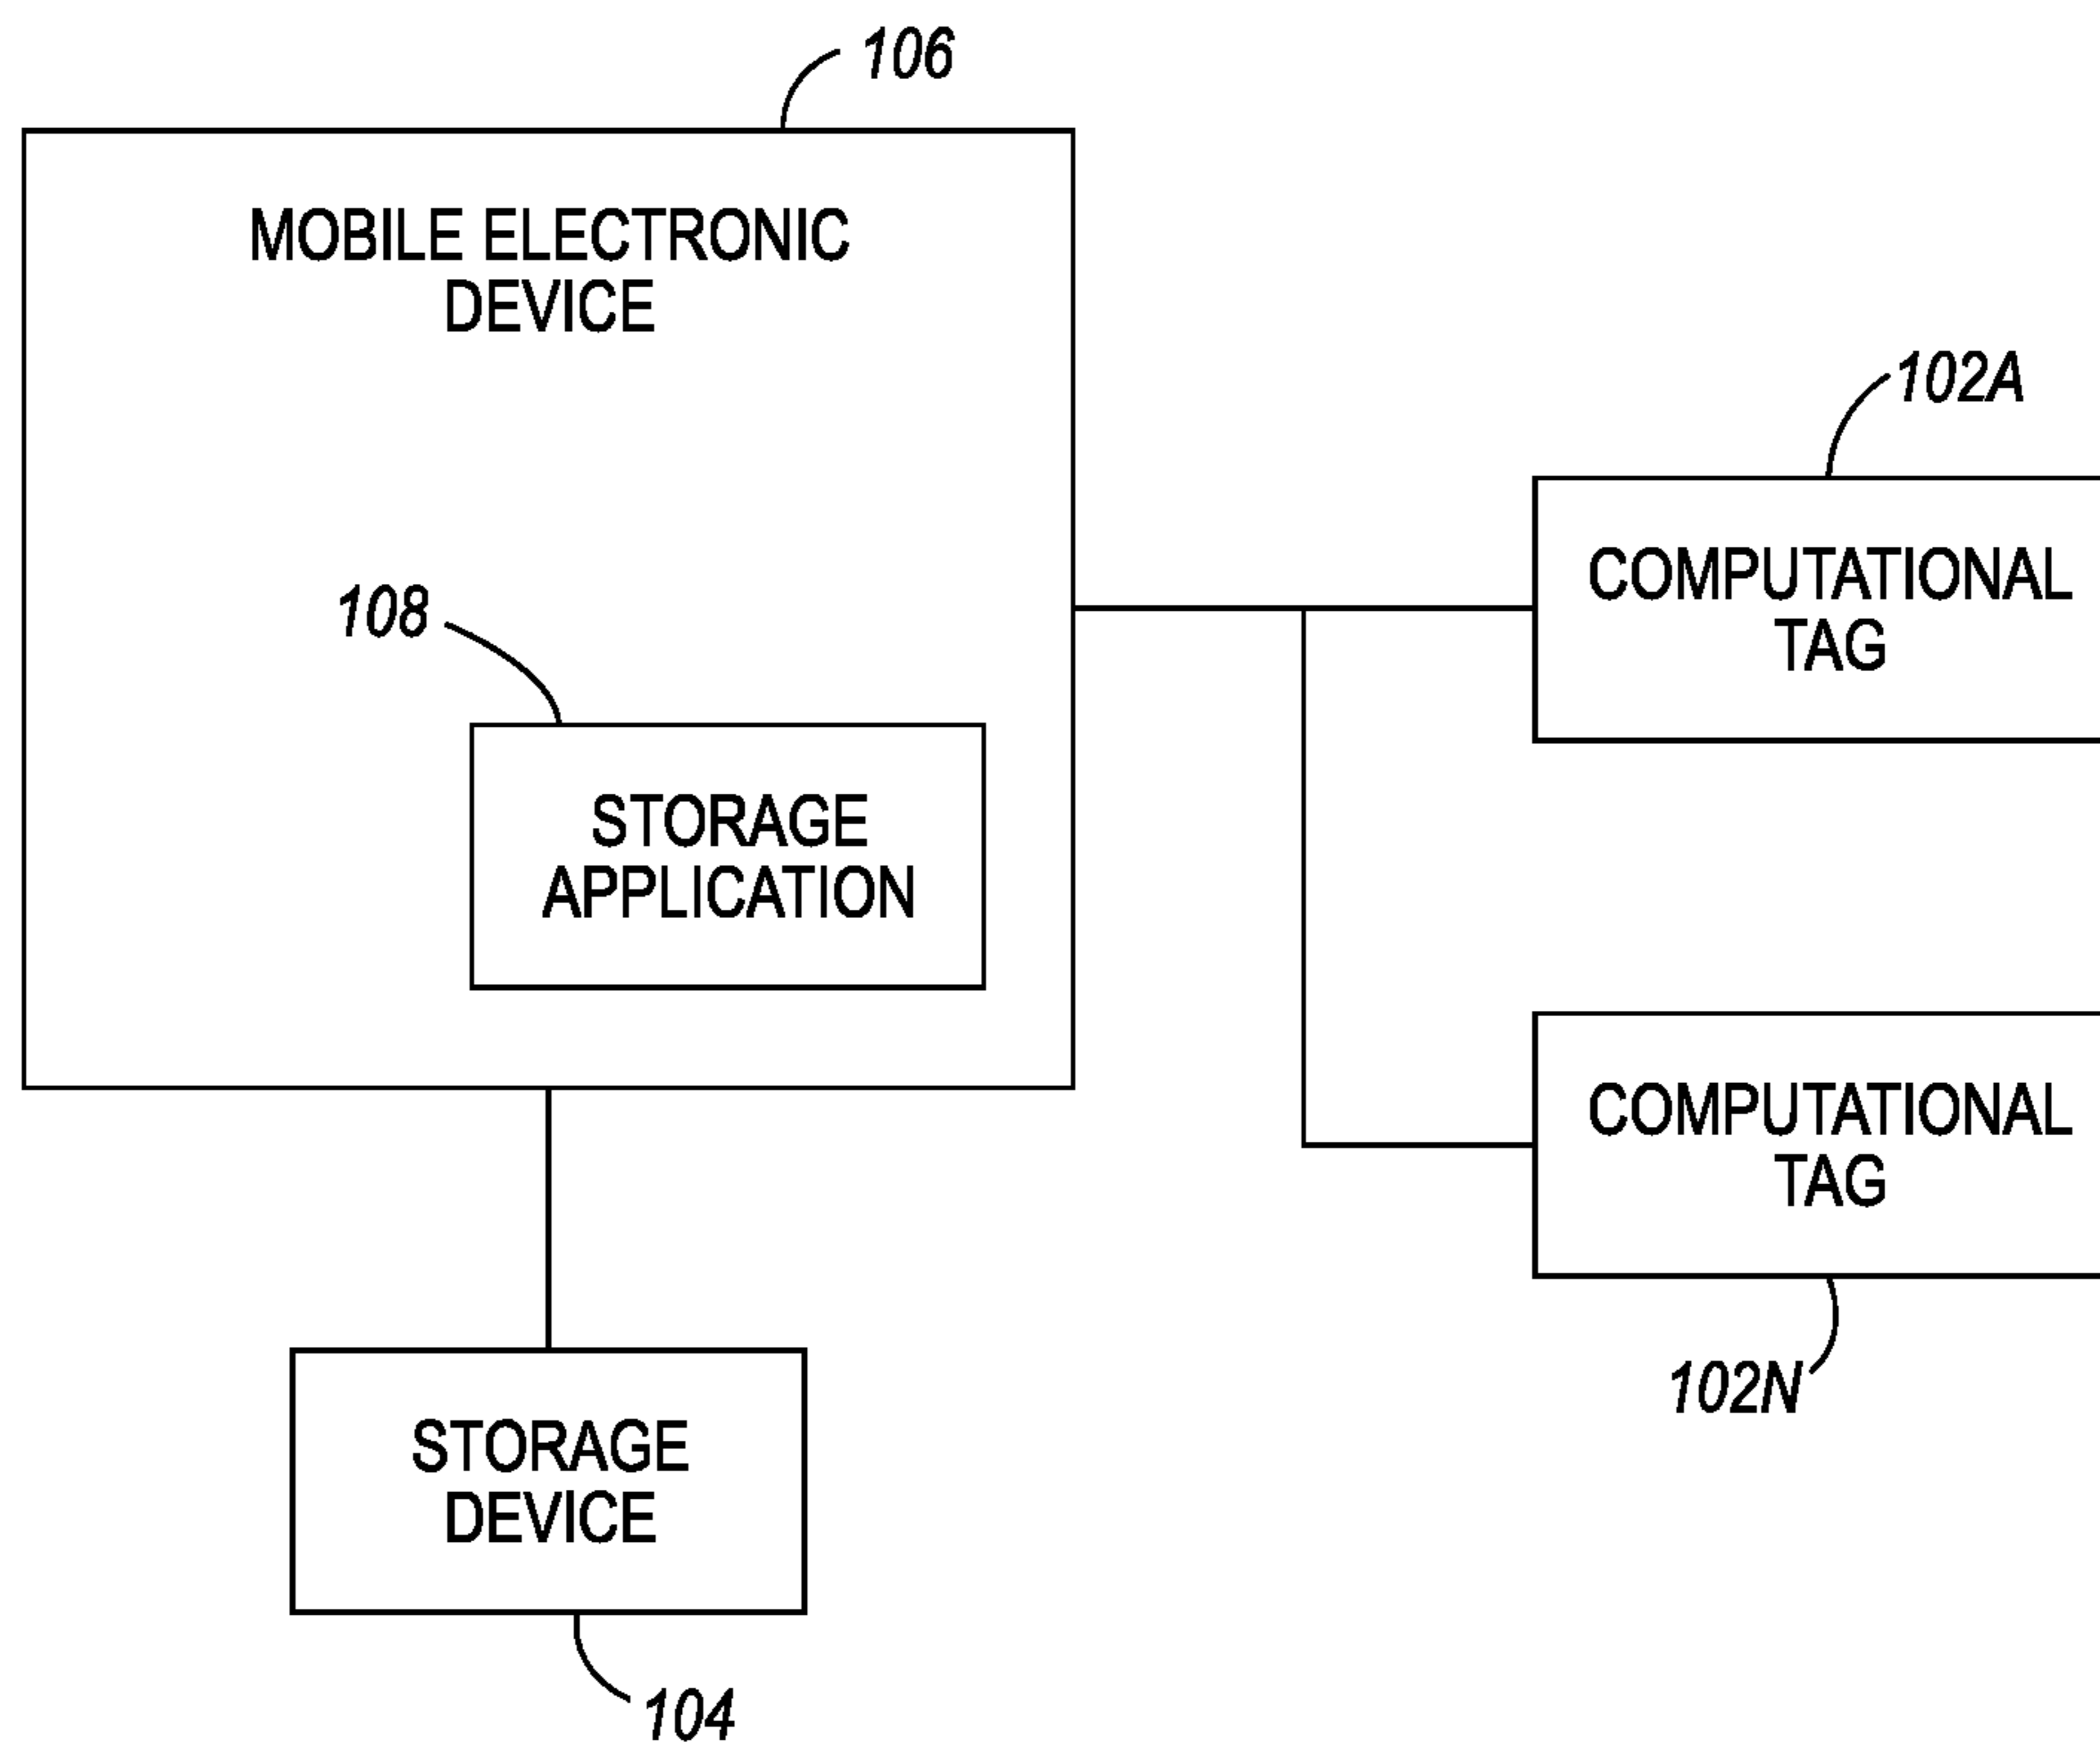 106
MOBILE ELECTRONIC
DEVICE
102A
COMPUTATIONAL
TAG
108
STORAGE
APPLICATION
COMPUTATIONAL
TAG
102N
STORAGE
DEVICE
104